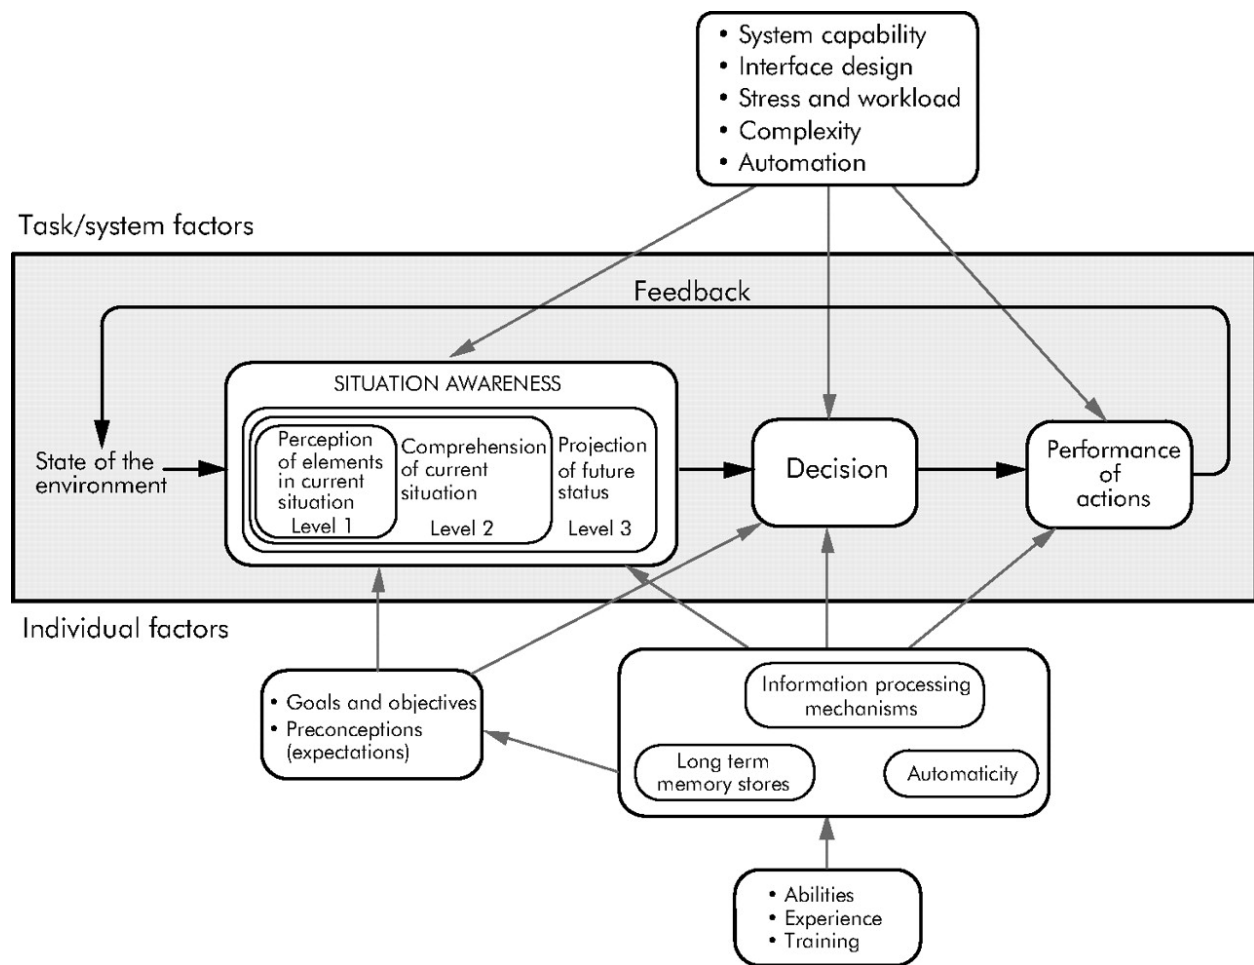 • System capability
• Interface design
• Stress and workload
• Complexity
• Automation
Task/system factors
Feedback
SITUATION AWARENESS
Perception
of elements
in current
situation
Level 1
Comprehension
of current
situation
Level 2
Projection
of future
status
Level 3
State of the
environment
Decision
Performance
of
actions
Individual factors
• Goals and objectives
• Preconceptions
(expectations)
Information processing
mechanisms
Long term
memory stores
Automaticity
• Abilities
• Experience
• Training